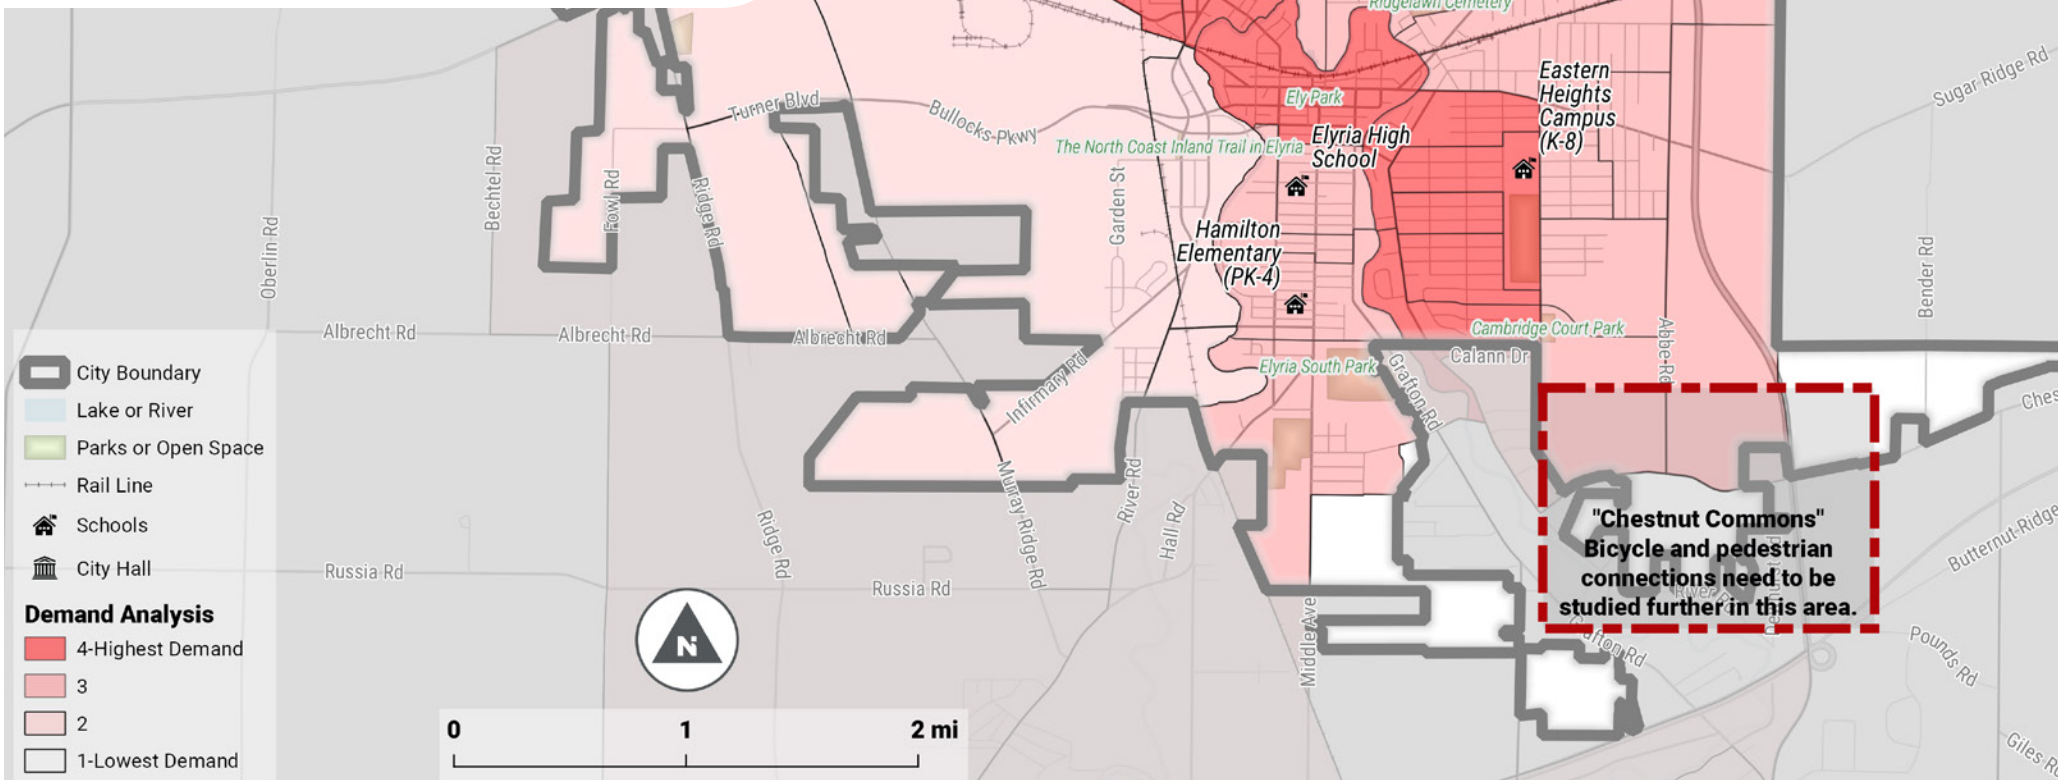 Ridgelawn Cemetery
Sugar Ridge Rd
Eastern
Heights
Campus
(K-8)
Turner Blvd
Bullocks Pkwy
Ely Park
The North Coast Inland Trail in Elyria
Elyria High
School
Bechtel Rd
Fowl Rd
Ridge Rd
Garden St
Oberlin Rd
Hamilton
Elementary
(PK-4)
Bender Rd
Albrecht Rd
Albrecht Rd
Albrecht Rd
Cambridge Court Park
Calann Dr
Abbe Rd
Elyria South Park
Grafton Rd
Infirmary Rd
Ches
Murray Ridge Rd
River Rd
Hall Rd
Ridge Rd
Butternut-Ridge
"Chestnut Commons"
Bicycle and pedestrian
connections need to be
studied further in this area.
River Rd
Grafton Rd
Russia Rd
Russia Rd
Middle Ave
Pounds Rd
Giles R
City Boundary
Lake or River
Parks or Open Space
Rail Line
Schools
City Hall
Demand Analysis
4-Highest Demand
3
2
1-Lowest Demand
N
0 1 2 mi